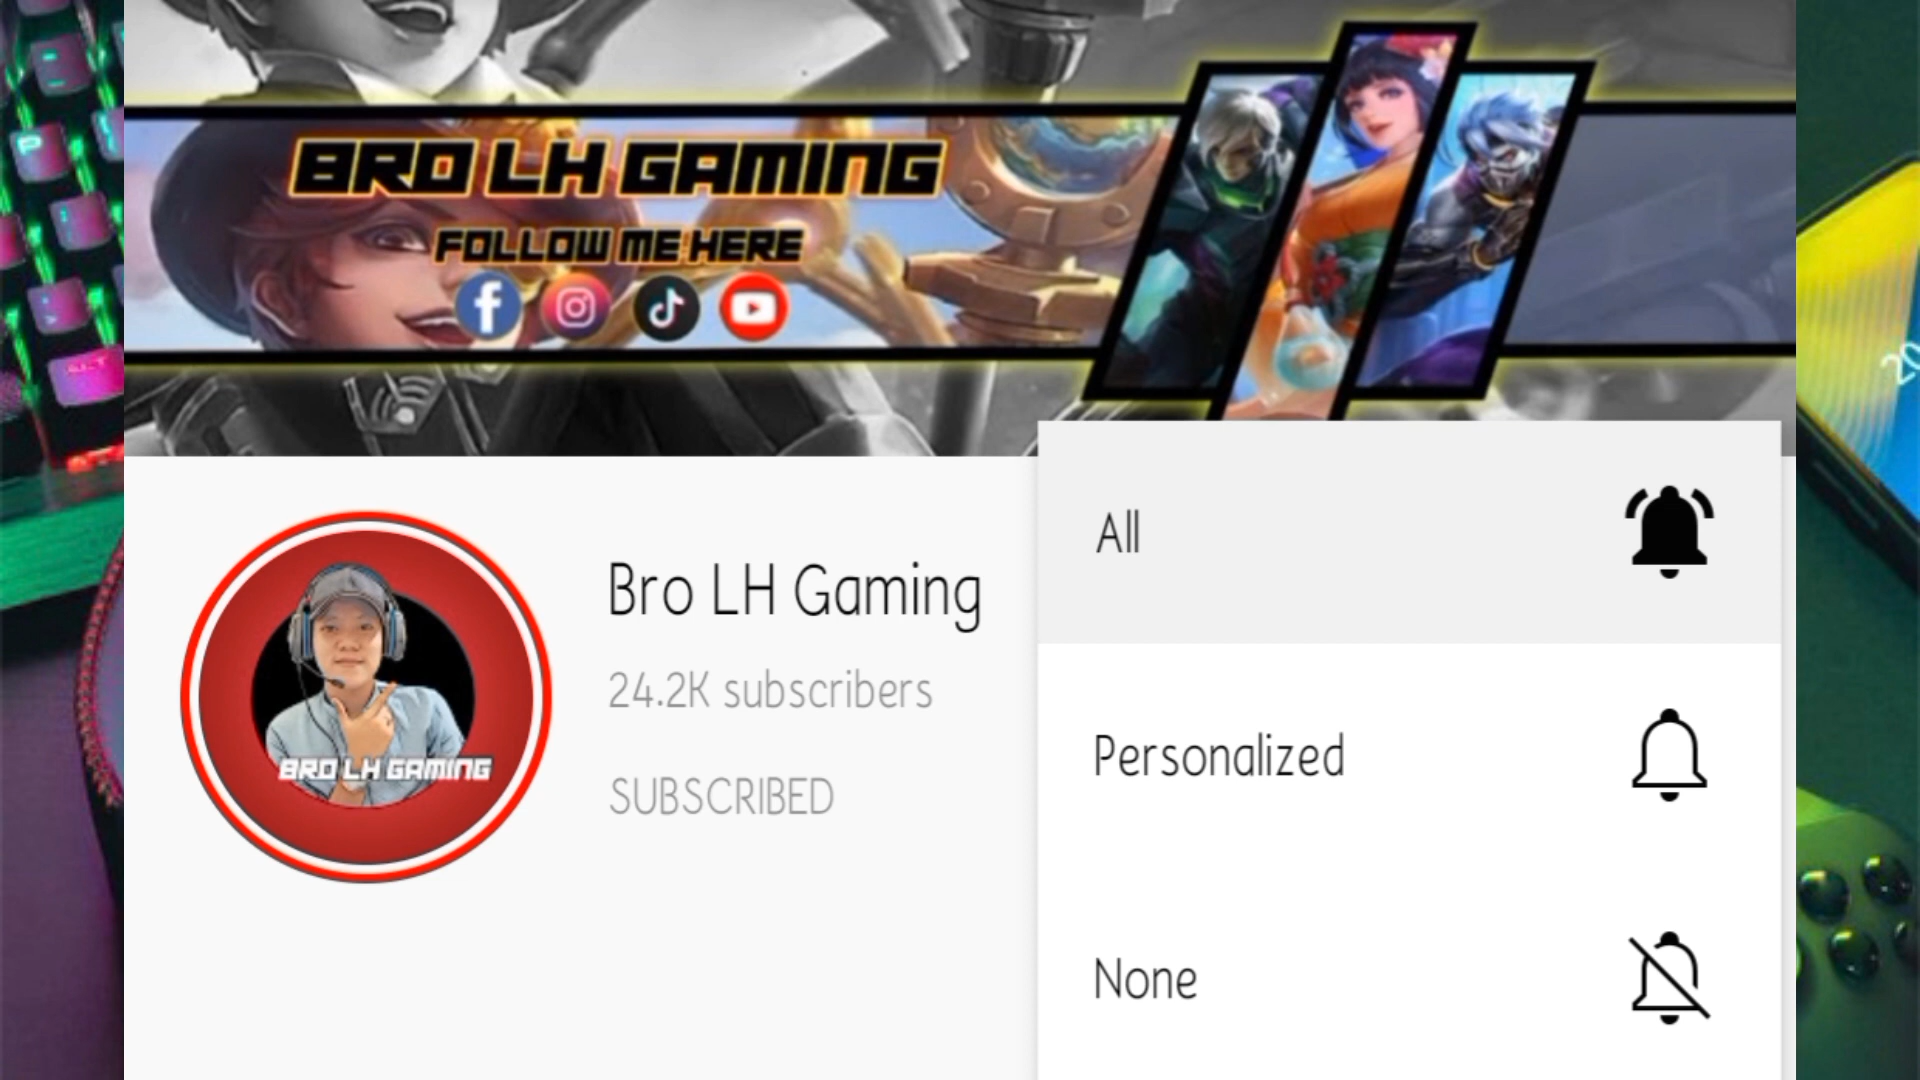 BRO LH GAMING
FOLLOW ME HERE
Bro LH Gaming
24.2K subscribers
SUBSCRIBED
BRO LH GAMING
All
Personalized
None
P
20